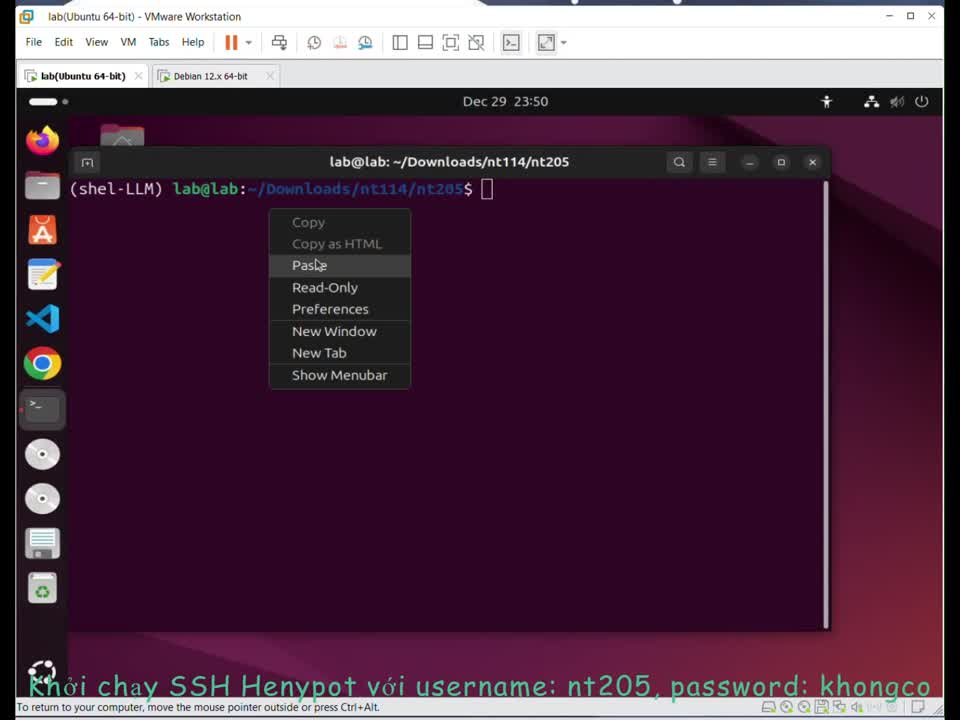 lab(Ubuntu 64-bit) - VMware Workstation
File Edit View VM Tabs Help
lab(Ubuntu 64-bit) Debian 12.x 64-bit
Dec 29 23:50
lab@lab: ~/Downloads/nt114/nt205
(shel-LLM) lab@lab:~/Downloads/nt114/nt205$
Copy
Copy as HTML
Paste
Read-Only
Preferences
New Window
New Tab
Show Menubar
Khởi chạy SSH Henypot với username: nt205, password: khongco
To return to your computer, move the mouse pointer outside or press Ctrl+Alt.